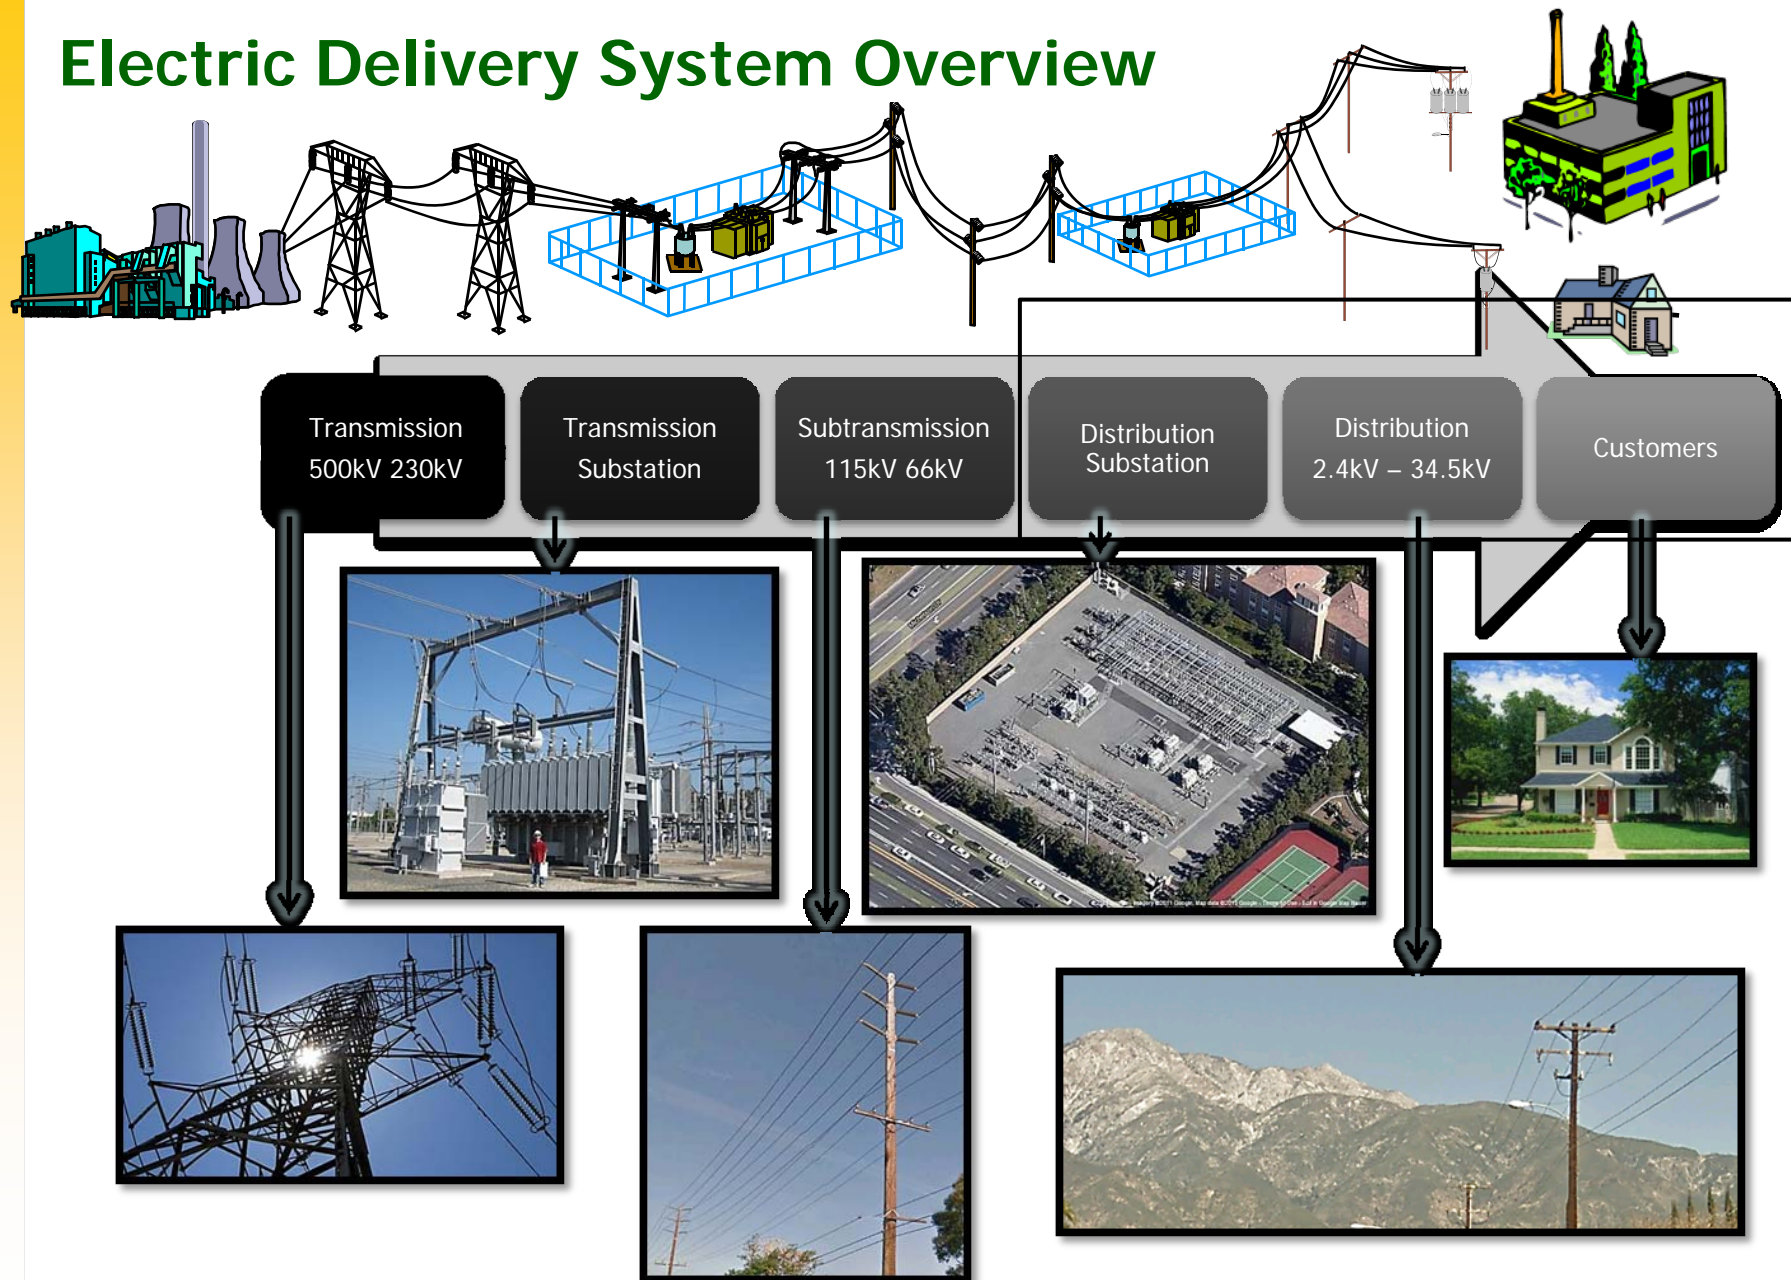 Electric Delivery System Overview
Transmission
500kV 230kV
Transmission
Substation
Subtransmission
115kV 66kV
Distribution
Substation
Distribution
2.4kV – 34.5kV
Customers